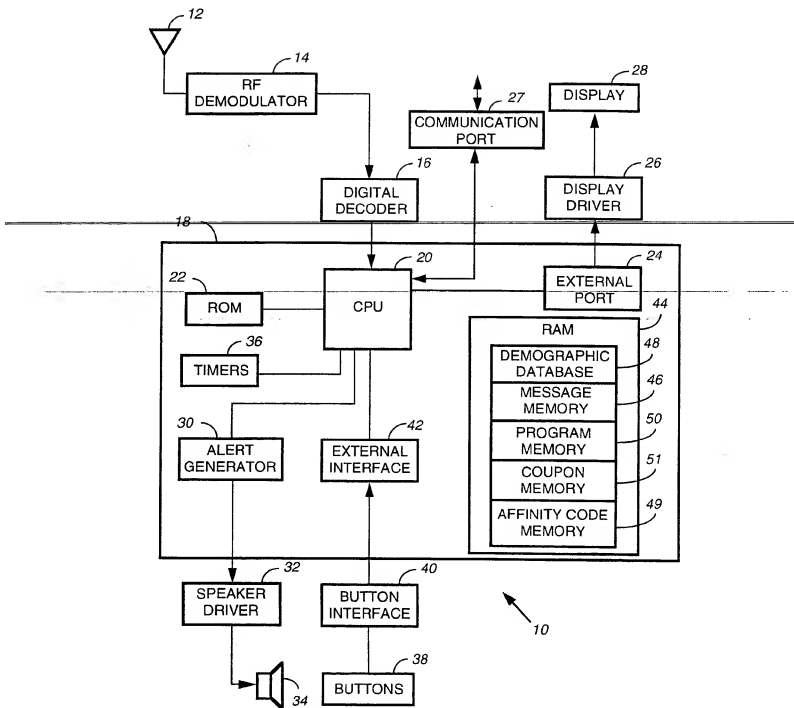 12
14
RF
DEMODULATOR
28
DISPLAY
27
COMMUNICATION
PORT
16
DIGITAL
DECODER
26
DISPLAY
DRIVER
18
20
CPU
24
EXTERNAL
PORT
22
ROM
44
RAM
36
TIMERS
48
DEMOGRAPHIC
DATABASE
46
MESSAGE
MEMORY
30
ALERT
GENERATOR
42
EXTERNAL
INTERFACE
50
PROGRAM
MEMORY
51
COUPON
MEMORY
49
AFFINITY CODE
MEMORY
32
SPEAKER
DRIVER
40
BUTTON
INTERFACE
10
34
38
BUTTONS